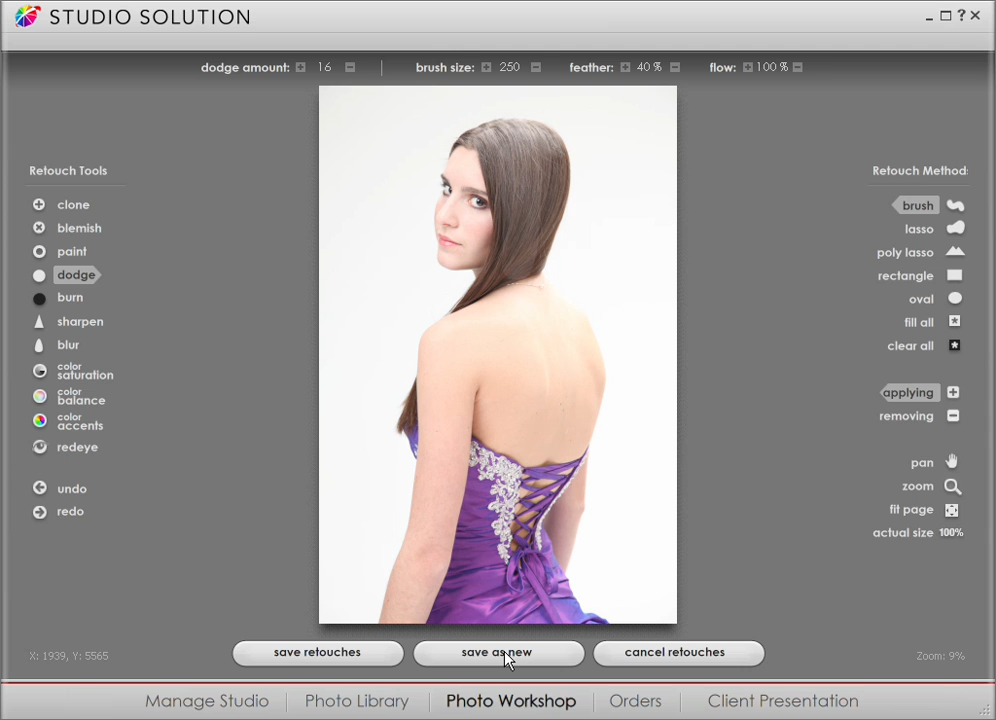 STUDIO SOLUTION
dodge amount: 16 brush size: 250 feather: 40 % flow: 100 %
Retouch Tools
clone
blemish
paint
dodge
burn
sharpen
blur
color
saturation
color
balance
color
accents
redeye
undo
redo
Retouch Method:
brush
lasso
poly lasso
rectangle
oval
fill all
clear all
applying
removing
pan
zoom
fit page
actual size 100%
X: 1939, Y: 5565
save retouches save as new cancel retouches
Zoom: 9%
Manage Studio Photo Library Photo Workshop Orders Client Presentation